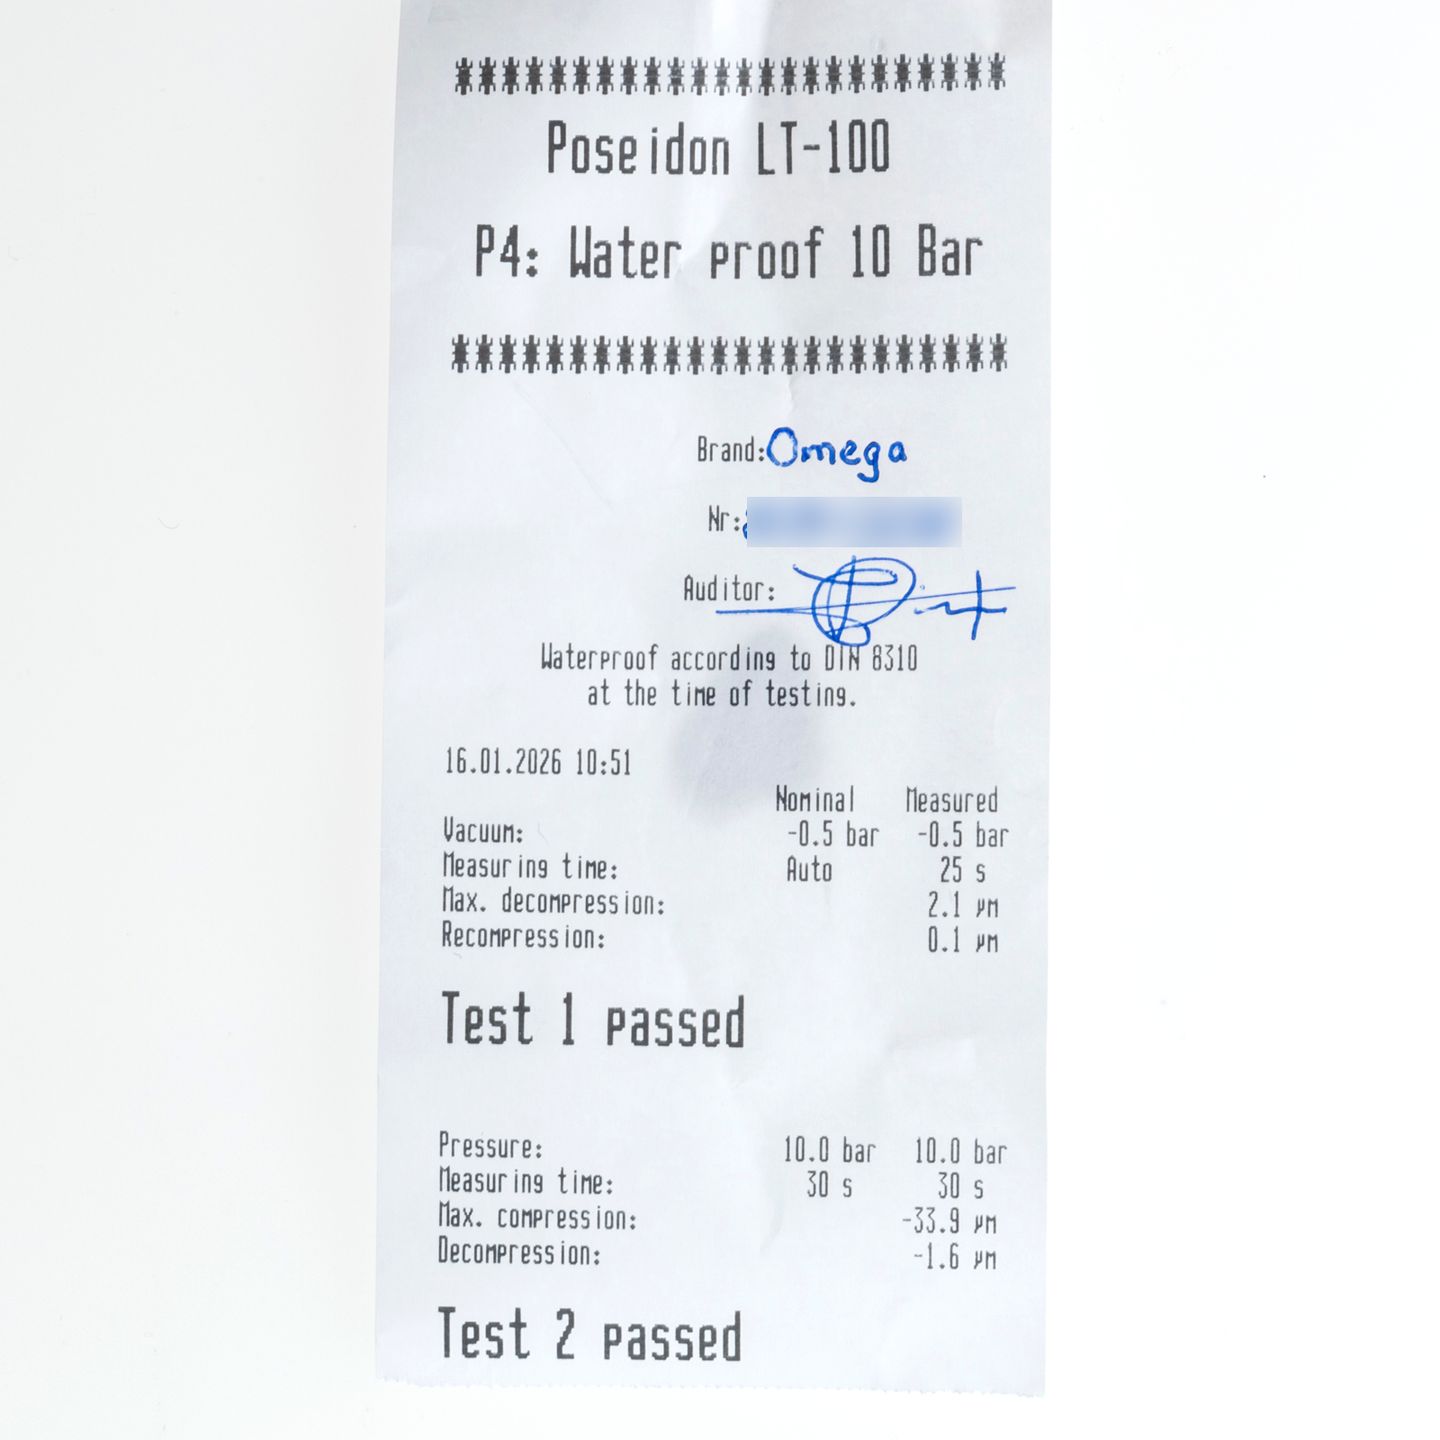 ************************
Poseidon LT-100
P4: Water proof 10 Bar
************************
Brand: Omega
Nr:
Auditor:
Waterproof according to DIN 8310
at the time of testing.
16.01.2026 10:51
Nominal Measured
Vacuum: -0.5 bar -0.5 bar
Measuring time: Auto 25 s
Max. decompression: 2.1 µm
Recompression: 0.1 µm
Test 1 passed
Pressure: 10.0 bar 10.0 bar
Measuring time: 30 s 30 s
Max. compression: -33.9 µm
Decompression: -1.6 µm
Test 2 passed